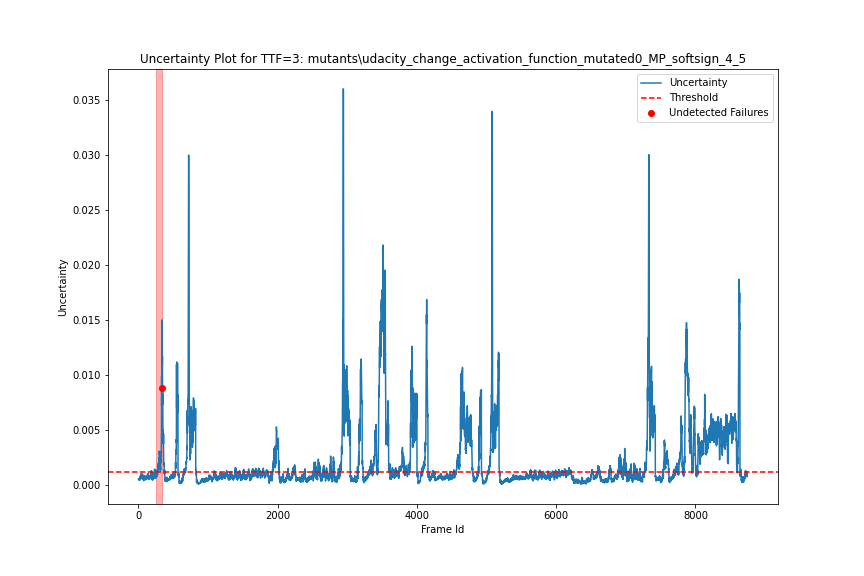 Uncertainty Plot for TTF=3: mutants\udacity_change_activation_function_mutated0_MP_softsign_4_5
Uncertainty
Threshold
Undetected Failures
0.035
0.030
0.025
0.020
0.015
0.010
0.005
0.000
Uncertainty
0 2000 4000 6000 8000
Frame Id